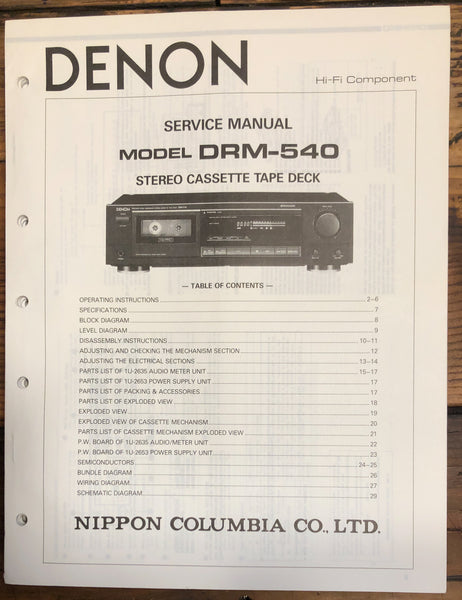 DENON
Hi-Fi Component
SERVICE MANUAL
MODEL DRM-540
STEREO CASSETTE TAPE DECK
DENON
— TABLE OF CONTENTS —
OPERATING INSTRUCTIONS 2–6
SPECIFICATIONS 7
BLOCK DIAGRAM 8
LEVEL DIAGRAM 9
DISASSEMBLY INSTRUCTIONS 10–11
ADJUSTING AND CHECKING THE MECHANISM SECTION 12
ADJUSTING THE ELECTRICAL SECTIONS 13–14
PARTS LIST OF 1U-2635 AUDIO METER UNIT 15–17
PARTS LIST OF 1U-2653 POWER SUPPLY UNIT 17
PARTS LIST OF PACKING & ACCESSORIES 17
PARTS LIST OF EXPLODED VIEW 18
EXPLODED VIEW 19
EXPLODED VIEW OF CASSETTE MECHANISM 20
PARTS LIST OF CASSETTE MECHANISM EXPLODED VIEW 21
P.W. BOARD OF 1U-2635 AUDIO/METER UNIT 22
P.W. BOARD OF 1U-2653 POWER SUPPLY UNIT 23
SEMICONDUCTORS 24–25
BUNDLE DIAGRAM 26
WIRING DIAGRAM 27
SCHEMATIC DIAGRAM 29
NIPPON COLUMBIA CO., LTD.